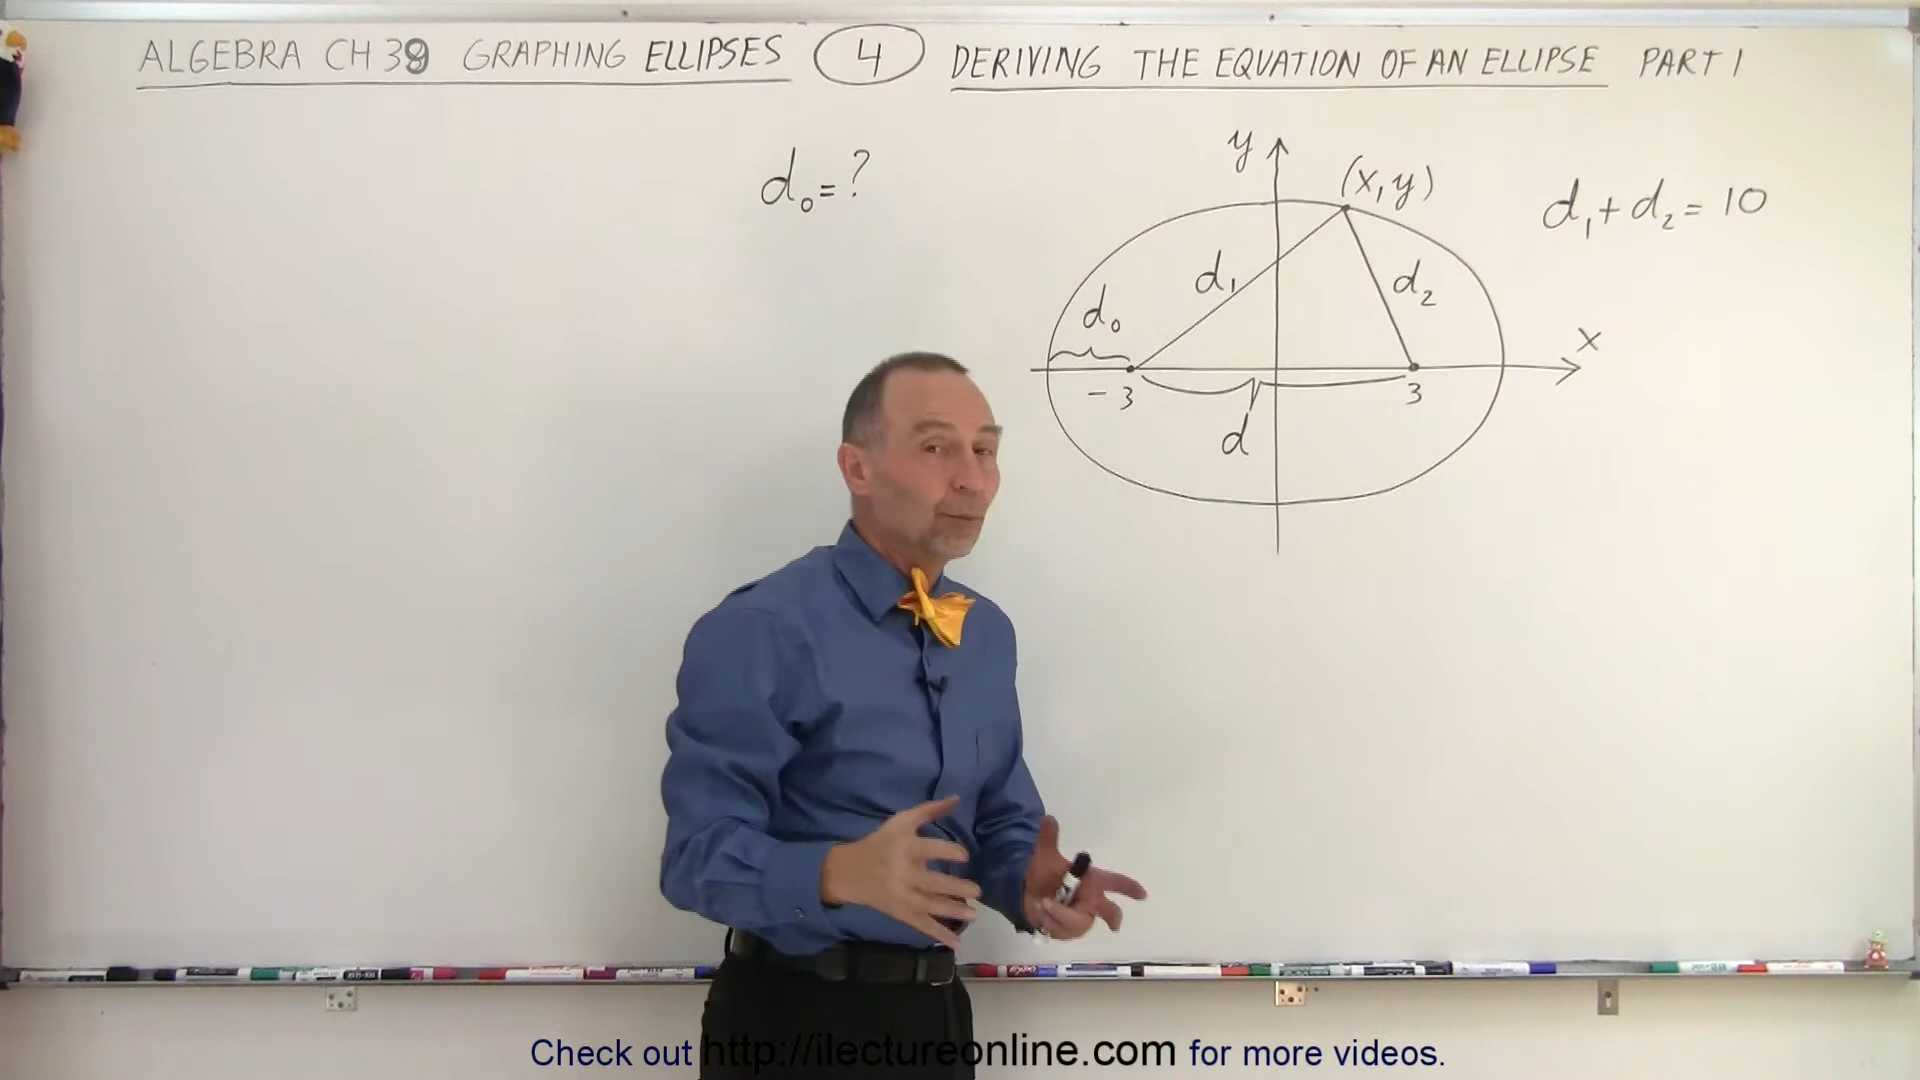 ALGEBRA CH 39 GRAPHING ELLIPSES 4 DERIVING THE EQUATION OF AN ELLIPSE PART 1
d₀ = ?
y
(x, y)
d₁ + d₂ = 10
d₁
d₂
d₀
x
-3
3
d
Check out http://ilectureonline.com for more videos.